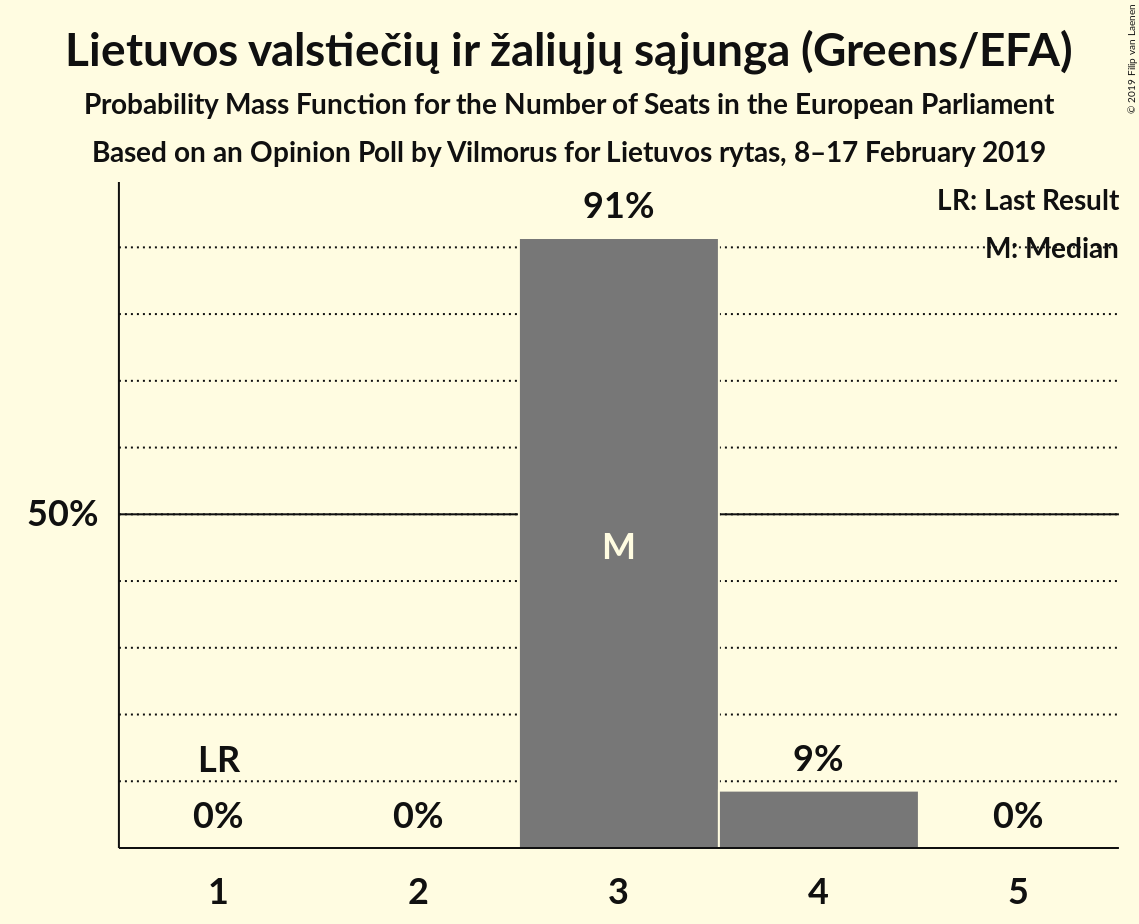 Lietuvos valstiečių ir žaliųjų sąjunga (Greens/EFA)
Probability Mass Function for the Number of Seats in the European Parliament
Based on an Opinion Poll by Vilmorus for Lietuvos rytas, 8–17 February 2019
© 2019 Filip van Laenen
LR: Last Result
M: Median
91%
50%
M
LR
9%
0%
0%
0%
1
2
3
4
5